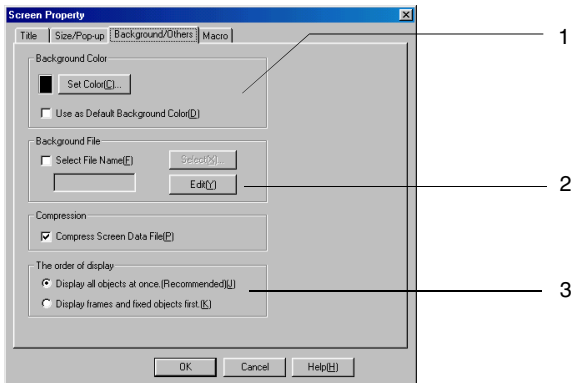 Screen Property
Title Size/Pop-up Background/Others Macro
1
Background Color
Set Color(C)...
Use as Default Background Color(D)
Background File
Select File Name(F) Select(X)...
Edit(Y)
2
Compression
Compress Screen Data File(P)
The order of display
Display all objects at once.(Recommended)(J)
3
Display frames and fixed objects first.(K)
OK Cancel Help(H)